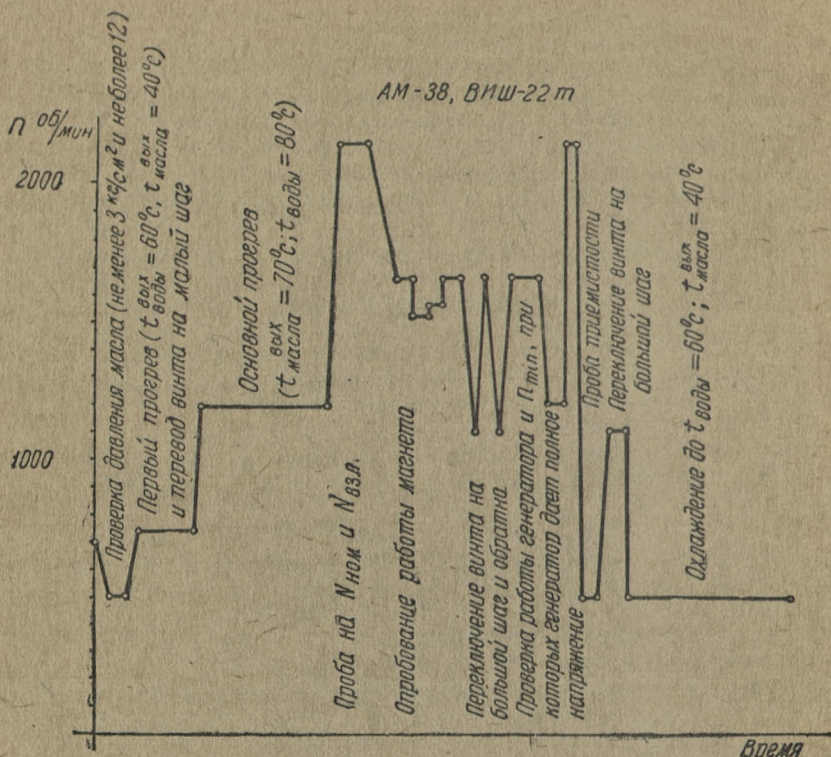 АМ-38, ВИШ-22т
n об/мин
2000
1000
Проверка давления масла (не менее 3 кг/см² и не более 12)
Первый прогрев (t вых воды = 60°с, t вых масла = 40°с)
и перевод винта на малый шаг
Основной прогрев
(t вых масла = 70°с; t воды = 80°с)
Проба на Nном и Nвзл.
Опробование работы магнета
Переключение винта на
большой шаг и обратно
Проверка работы генератора и nmin, при
которых генератор дает полное
напряжение
Проба приемистости
Переключение винта на
большой шаг
Охлаждение до t воды = 60°с; t вых масла = 40°с
Время